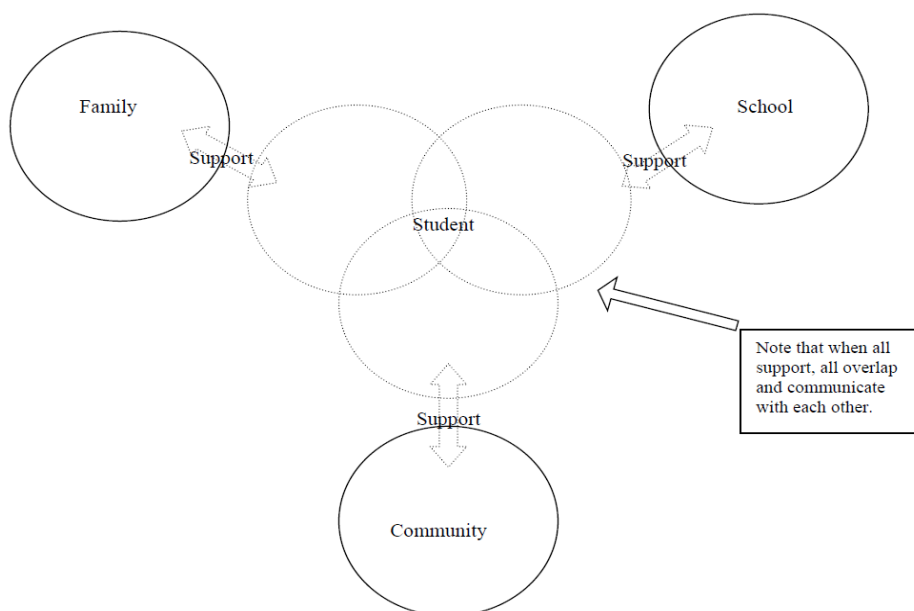 Family
School
Support
Support
Student
Note that when all
support, all overlap
and communicate
with each other.
Support
Community